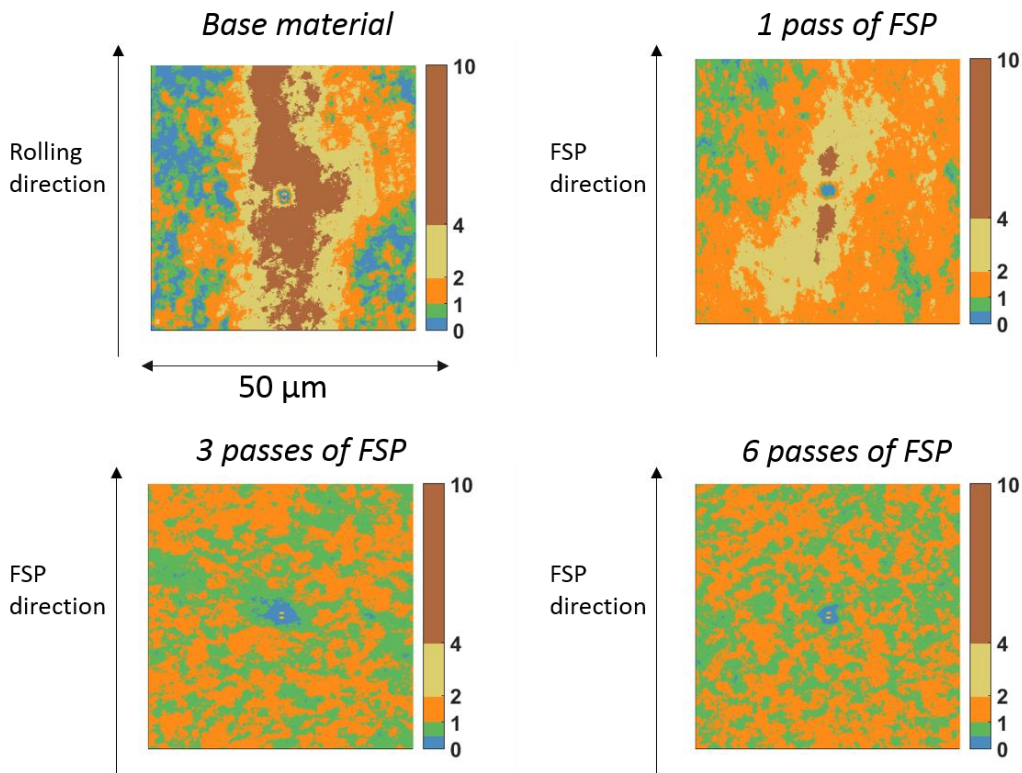 Base material
Rolling
direction
10
4
2
1
0
50 μm
1 pass of FSP
FSP
direction
10
4
2
1
0
3 passes of FSP
FSP
direction
10
4
2
1
0
6 passes of FSP
FSP
direction
10
4
2
1
0